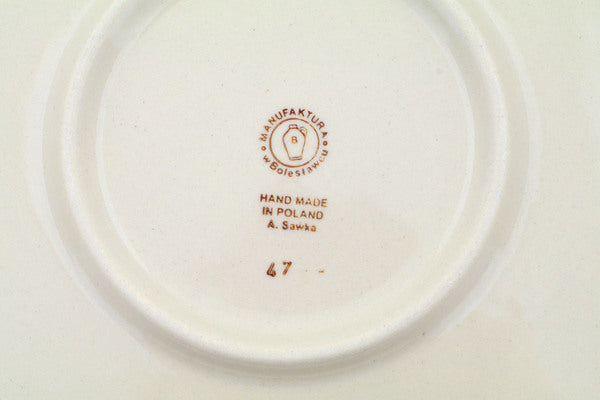 MANUFAKTURA
B
w Bolesławcu
HAND MADE
IN POLAND
A. Sawka
47